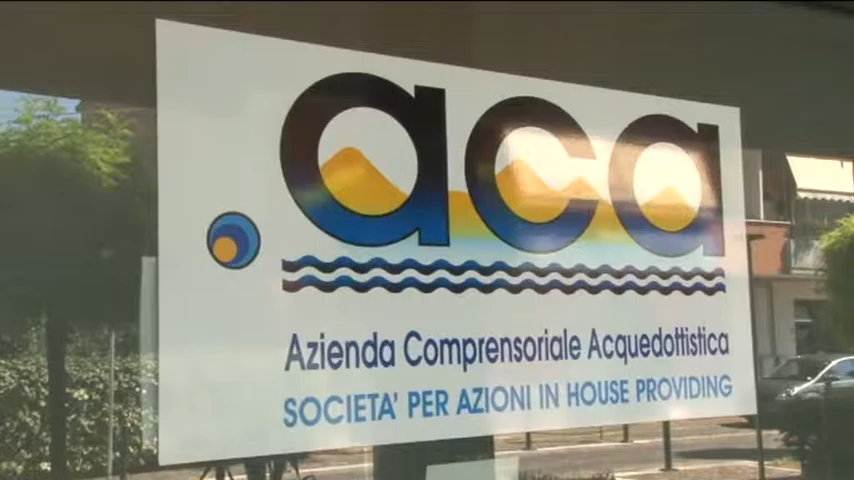 aca
Azienda Comprensoriale Acquedottistica
SOCIETA' PER AZIONI IN HOUSE PROVIDING